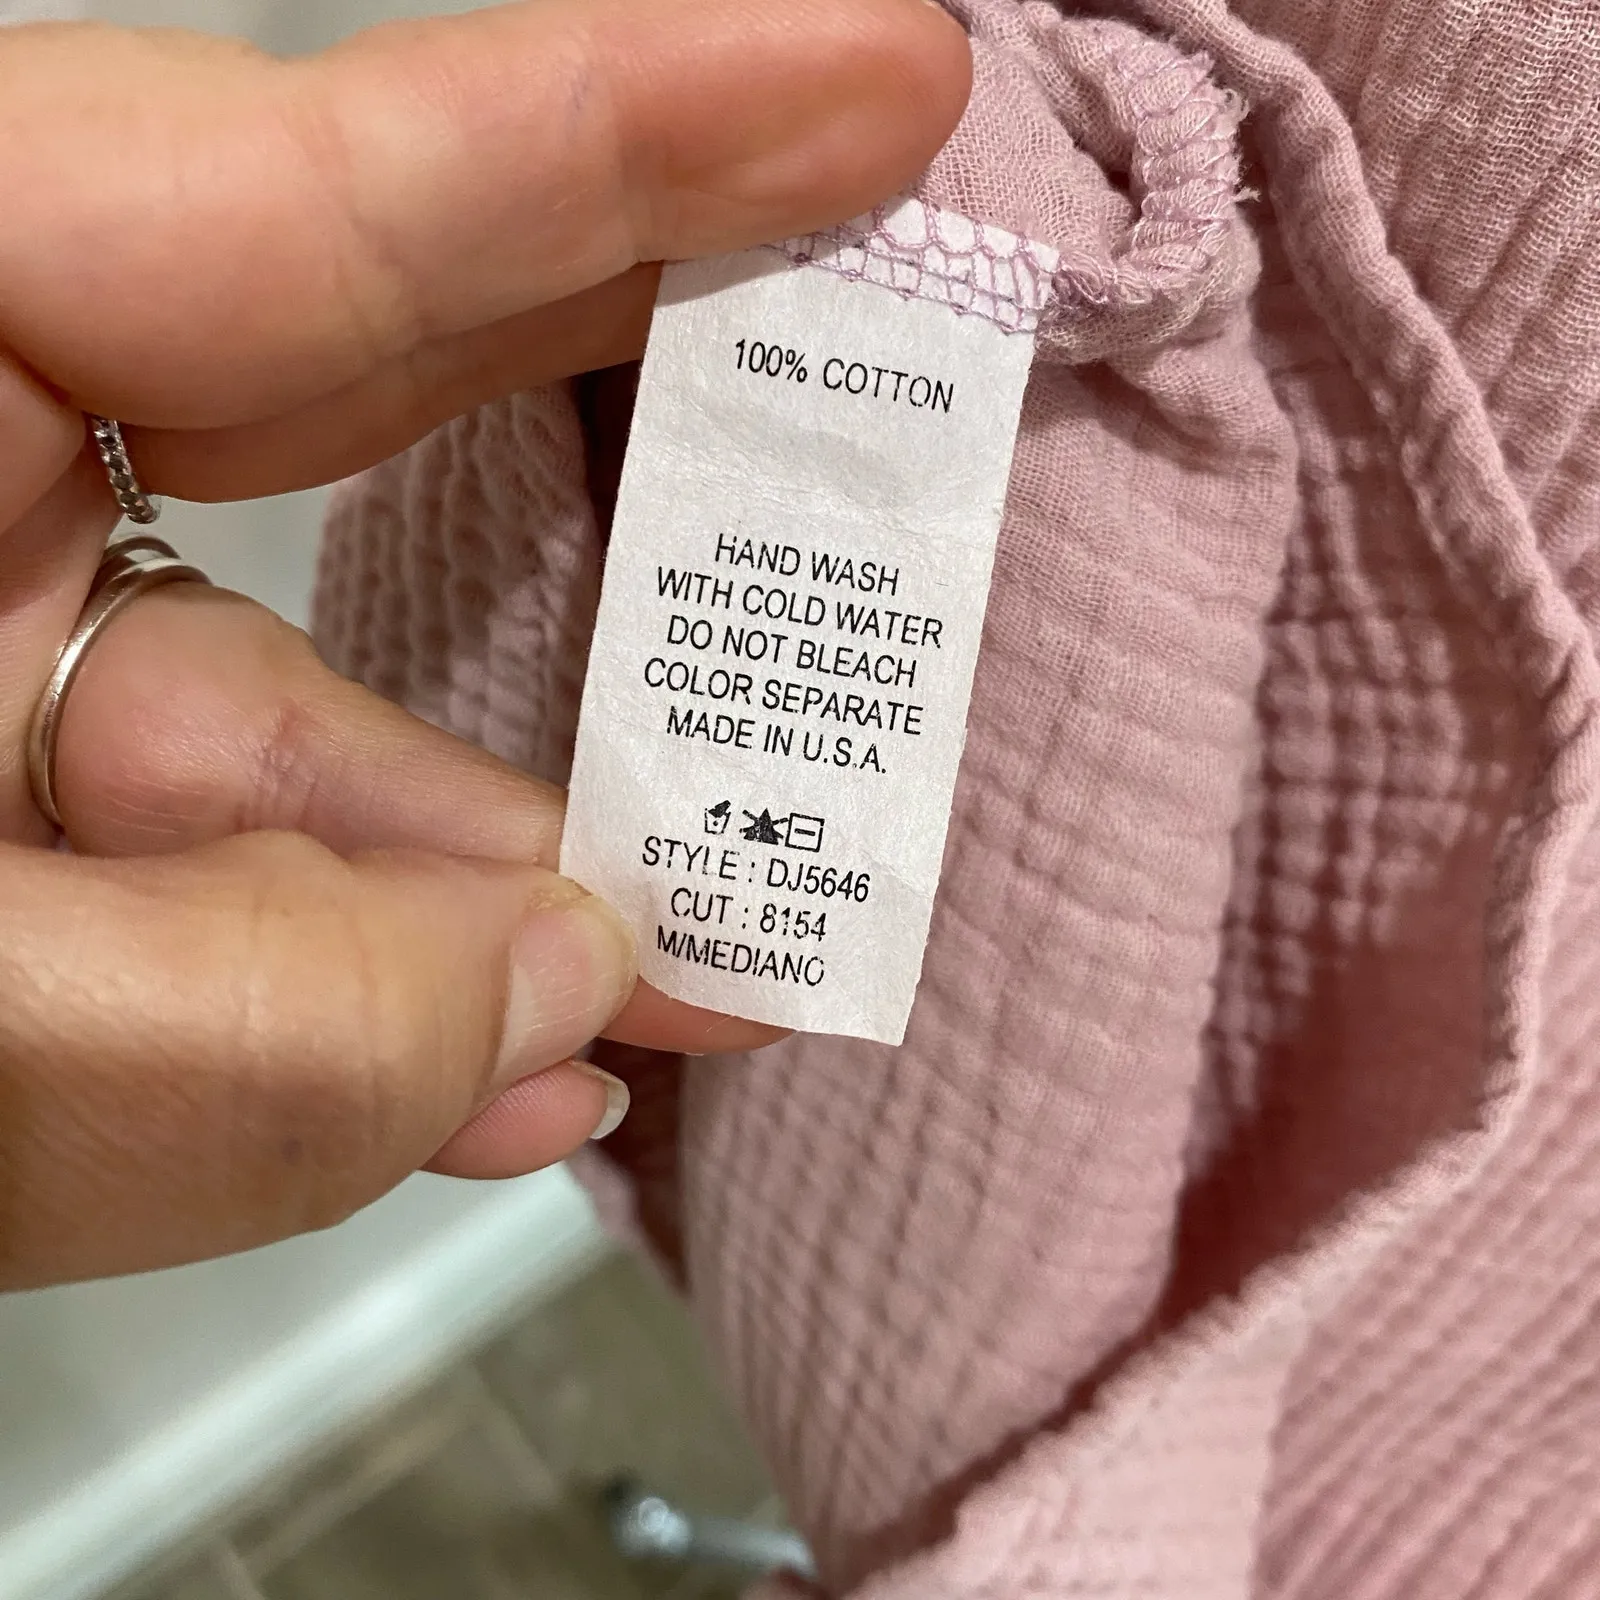 100% COTTON
HAND WASH
WITH COLD WATER
DO NOT BLEACH
COLOR SEPARATE
MADE IN U.S.A.
STYLE : DJ5646
CUT : 8154
M/MEDIANO